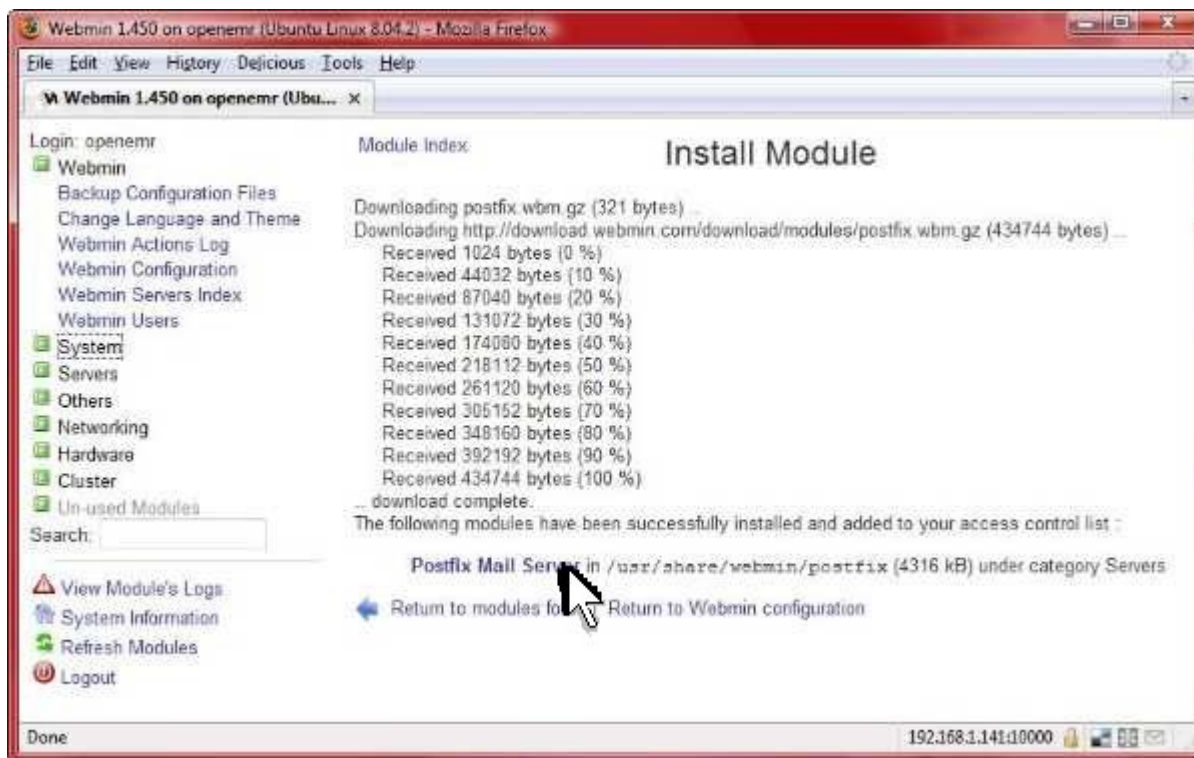 Webmin 1.450 on openemr (Ubuntu Linux 8.04.2) - Mozilla Firefox
File Edit View History Delicious Tools Help
Webmin 1.450 on openemr (Ubu...
Login: openemr
Webmin
Backup Configuration Files
Change Language and Theme
Webmin Actions Log
Webmin Configuration
Webmin Servers Index
Webmin Users
System
Servers
Others
Networking
Hardware
Cluster
Un-used Modules
Search:
View Module's Logs
System Information
Refresh Modules
Logout
Module Index
Install Module
Downloading postfix.wbm.gz (321 bytes) ..
Downloading http://download.webmin.com/download/modules/postfix.wbm.gz (434744 bytes) ...
Received 1024 bytes (0 %)
Received 44032 bytes (10 %)
Received 87040 bytes (20 %)
Received 131072 bytes (30 %)
Received 174080 bytes (40 %)
Received 218112 bytes (50 %)
Received 261120 bytes (60 %)
Received 305152 bytes (70 %)
Received 348160 bytes (80 %)
Received 392192 bytes (90 %)
Received 434744 bytes (100 %)
... download complete.
The following modules have been successfully installed and added to your access control list :
Postfix Mail Server in /usr/share/webmin/postfix (4316 kB) under category Servers
Return to modules Return to Webmin configuration
Done
192.168.1.141:10000